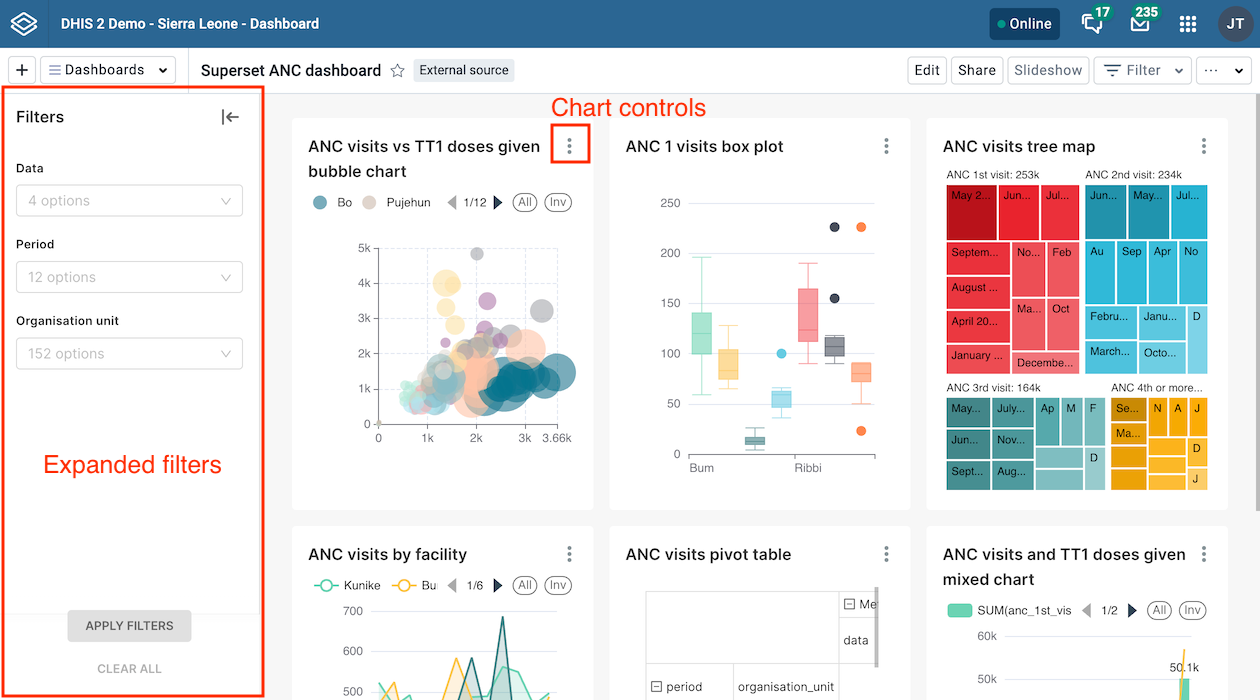 DHIS 2 Demo - Sierra Leone - Dashboard
Online
17
235
JT
+
Dashboards
Superset ANC dashboard
External source
Edit
Share
Slideshow
Filter
...
Filters
Data
4 options
Period
12 options
Organisation unit
152 options
Expanded filters
APPLY FILTERS
CLEAR ALL
Chart controls
ANC visits vs TT1 doses given
bubble chart
Bo
Pujehun
1/12
All
Inv
5k
4k
3k
2k
1k
0
0 1k 2k 3k 3.66k
ANC 1 visits box plot
250
200
150
100
50
0
Bum
Ribbi
ANC visits tree map
ANC 1st visit: 253k
May 2... Jun... Jul...
Septem... No... Feb
August ...
Ma... Oct
April 20...
January ... Decembe...
ANC 2nd visit: 234k
Jun... May... Jul...
Au Sep Apr No
Febru... Janu... D
March... Octo...
ANC 3rd visit: 164k
May... July... Ap M F
Jun... Nov...
D
Sept... Aug...
ANC 4th or more...
Se... N A J
Ma...
D
J
ANC visits by facility
Kunike
Bu
1/6
All
Inv
700
600
500
ANC visits pivot table
Me
data
period
organisation_unit
ANC visits and TT1 doses given
mixed chart
SUM(anc_1st_vis
1/2
All
Inv
60k
50.1k
50k